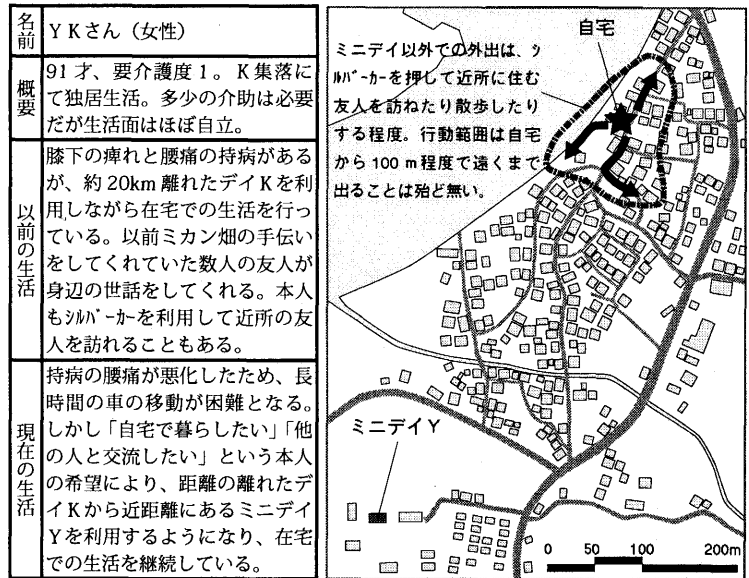 名前
ＹＫさん（女性）
概要
91才、要介護度１。Ｋ集落に
て独居生活。多少の介助は必要
だが生活面はほぼ自立。
以前の生活
膝下の痺れと腰痛の持病がある
が、約20km 離れたデイＫを利
用しながら在宅での生活を行っ
ている。以前ミカン畑の手伝い
をしてくれていた数人の友人が
身辺の世話をしてくれる。本人
もｼﾙﾊﾞｰｶｰを利用して近所の友
人を訪れることもある。
現在の生活
持病の腰痛が悪化したため、長
時間の車の移動が困難となる。
しかし「自宅で暮らしたい」「他
の人と交流したい」という本人
の希望により、距離の離れたデ
イＫから近距離にあるミニデイ
Ｙを利用するようになり、在宅
での生活を継続している。
自宅
ミニデイ以外での外出は、ｼ
ﾙﾊﾞｰｶｰを押して近所に住む
友人を訪ねたり散歩したり
する程度。行動範囲は自宅
から 100 m 程度で遠くまで
出ることは殆ど無い。
ミニデイＹ
0 50 100 200m